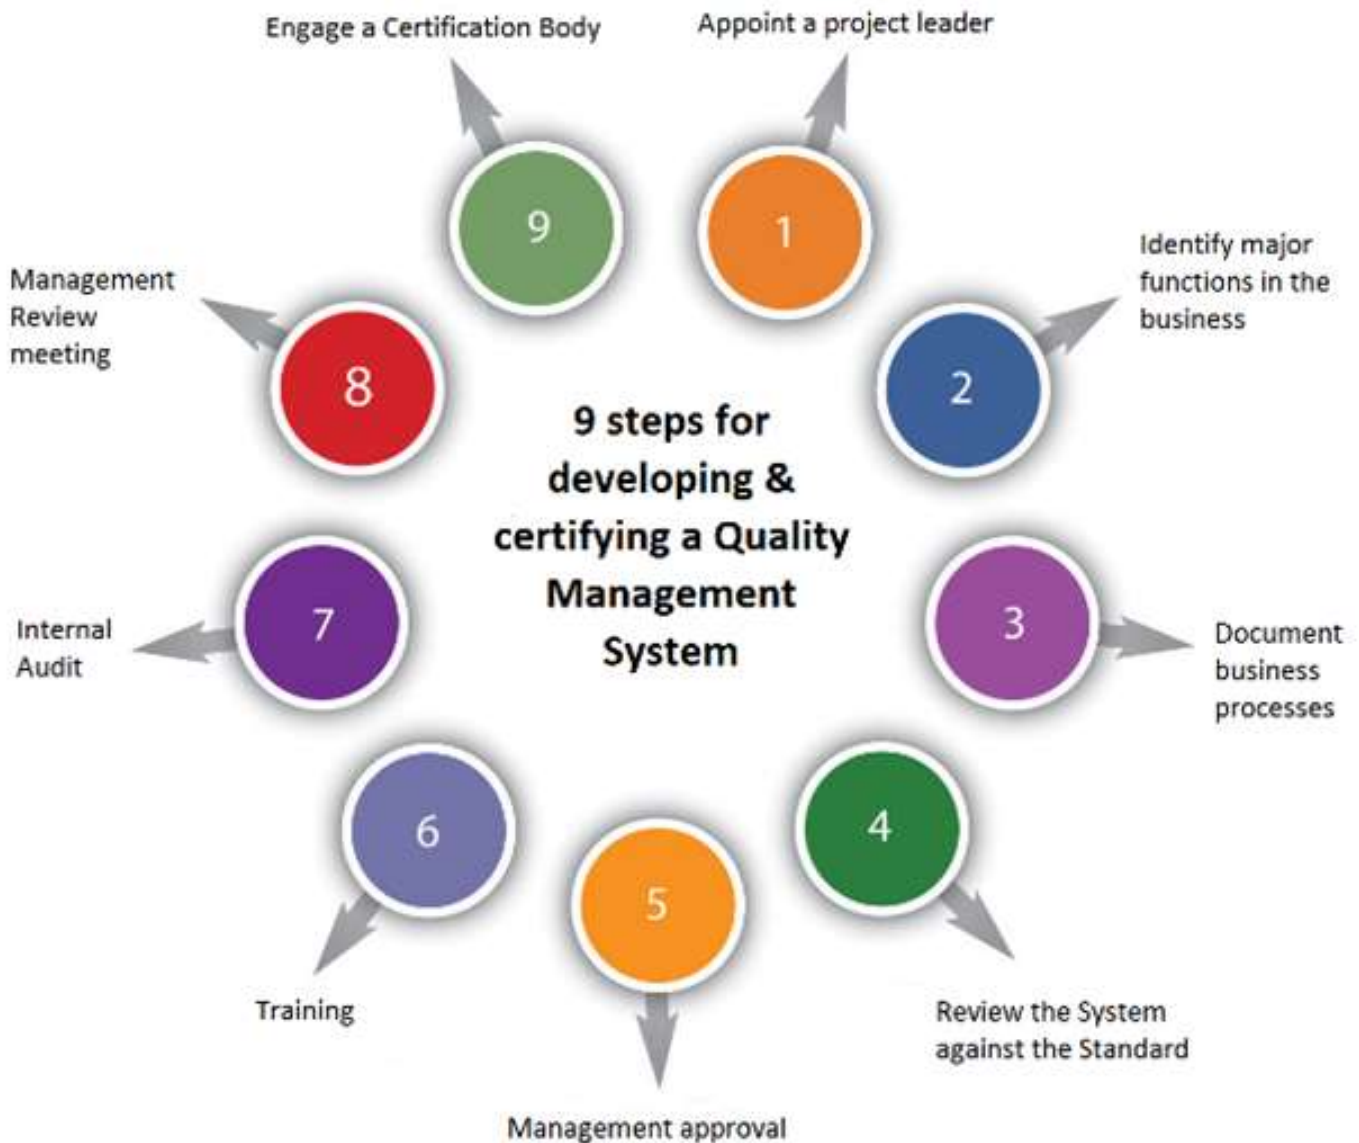 Engage a Certification Body
Appoint a project leader
9
1
Identify major
functions in the
business
Management
Review
meeting
8
2
9 steps for
developing &
certifying a Quality
Management
System
7
3
Internal
Audit
Document
business
processes
6
4
5
Training
Review the System
against the Standard
Management approval